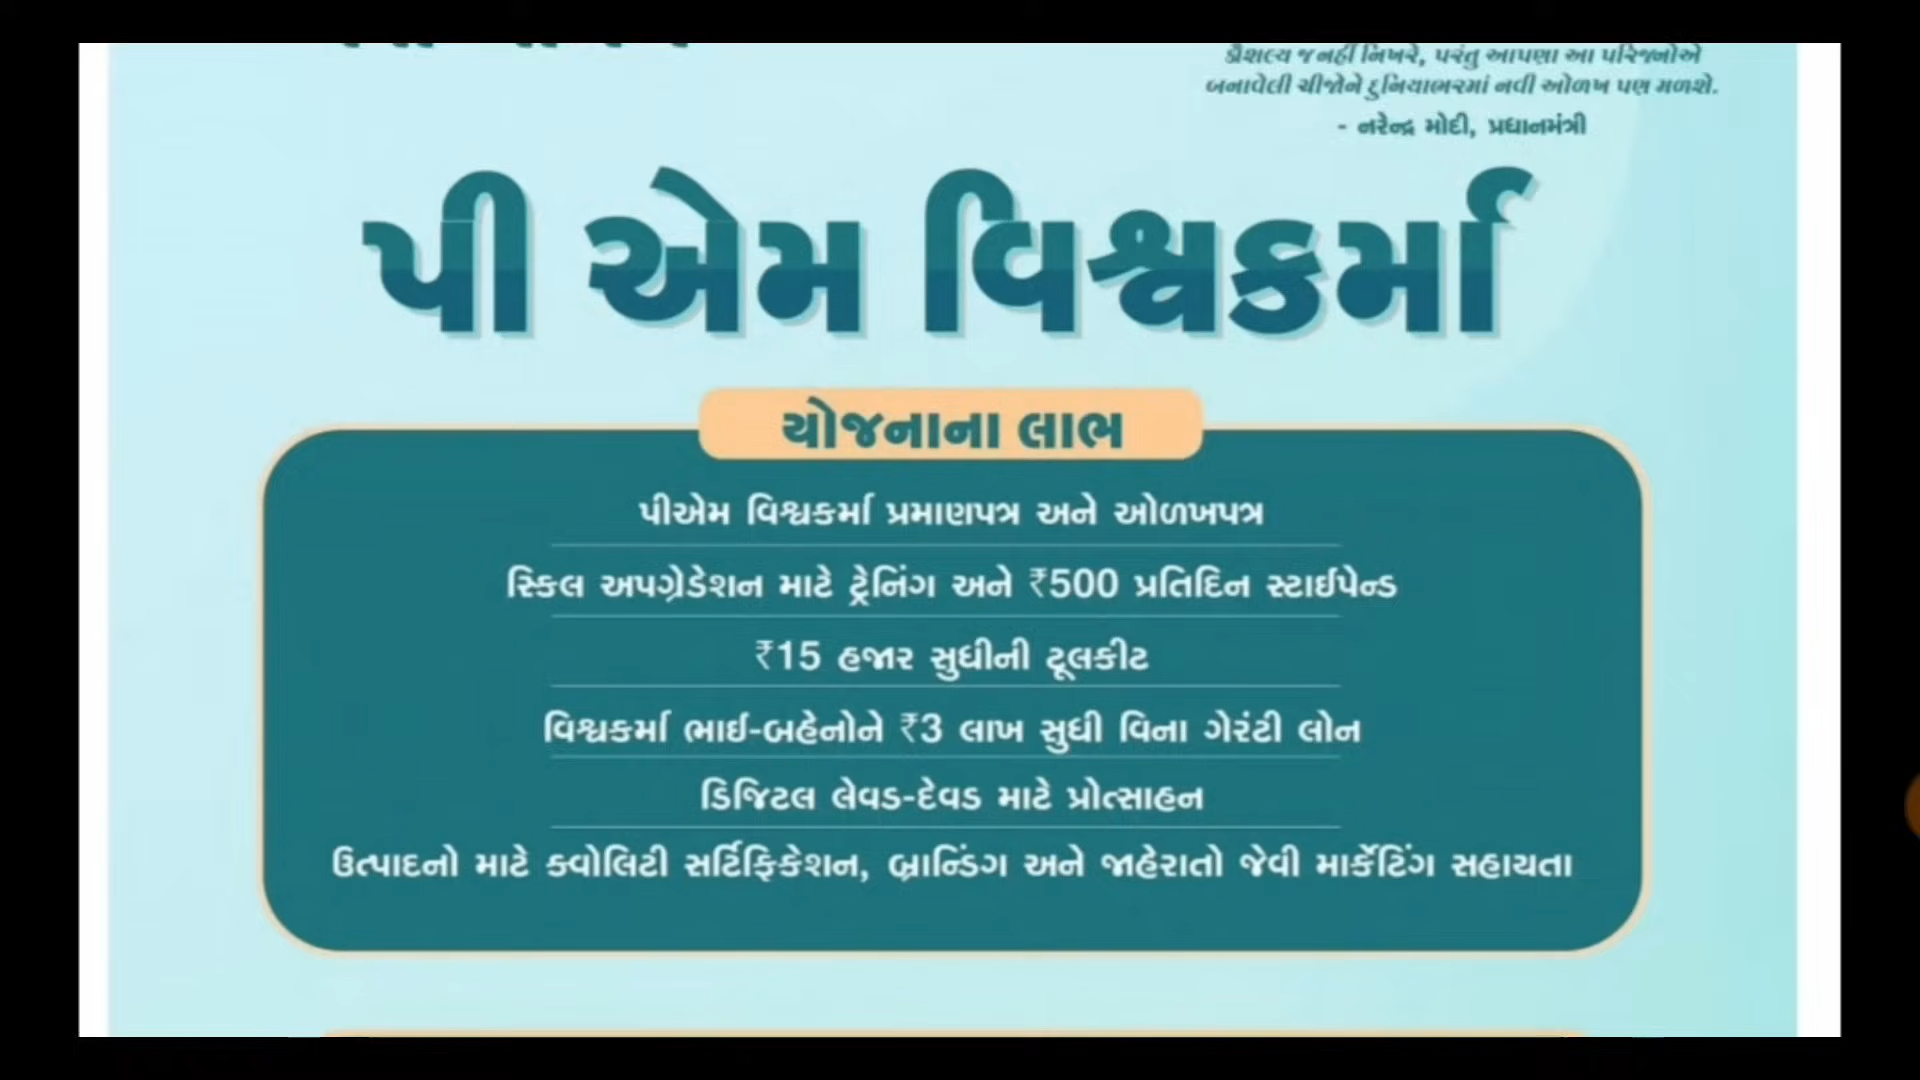 કૌશલ્ય જ નહીં નિખરે, પરંતુ આપણા આ પરિજનોએ
બનાવેલી ચીજોને દુનિયાભરમાં નવી ઓળખ પણ મળશે.
- નરેન્દ્ર મોદી, પ્રધાનમંત્રી
પી એમ વિશ્વકર્મા
યોજનાના લાભ
પીએમ વિશ્વકર્મા પ્રમાણપત્ર અને ઓળખપત્ર
સ્કિલ અપગ્રેડેશન માટે ટ્રેનિંગ અને ₹500 પ્રતિદિન સ્ટાઈપેન્ડ
₹15 હજાર સુધીની ટૂલકીટ
વિશ્વકર્મા ભાઈ-બહેનોને ₹3 લાખ સુધી વિના ગેરંટી લોન
ડિજિટલ લેવડ-દેવડ માટે પ્રોત્સાહન
ઉત્પાદનો માટે ક્વોલિટી સર્ટિફિકેશન, બ્રાન્ડિંગ અને જાહેરાતો જેવી માર્કેટિંગ સહાયતા